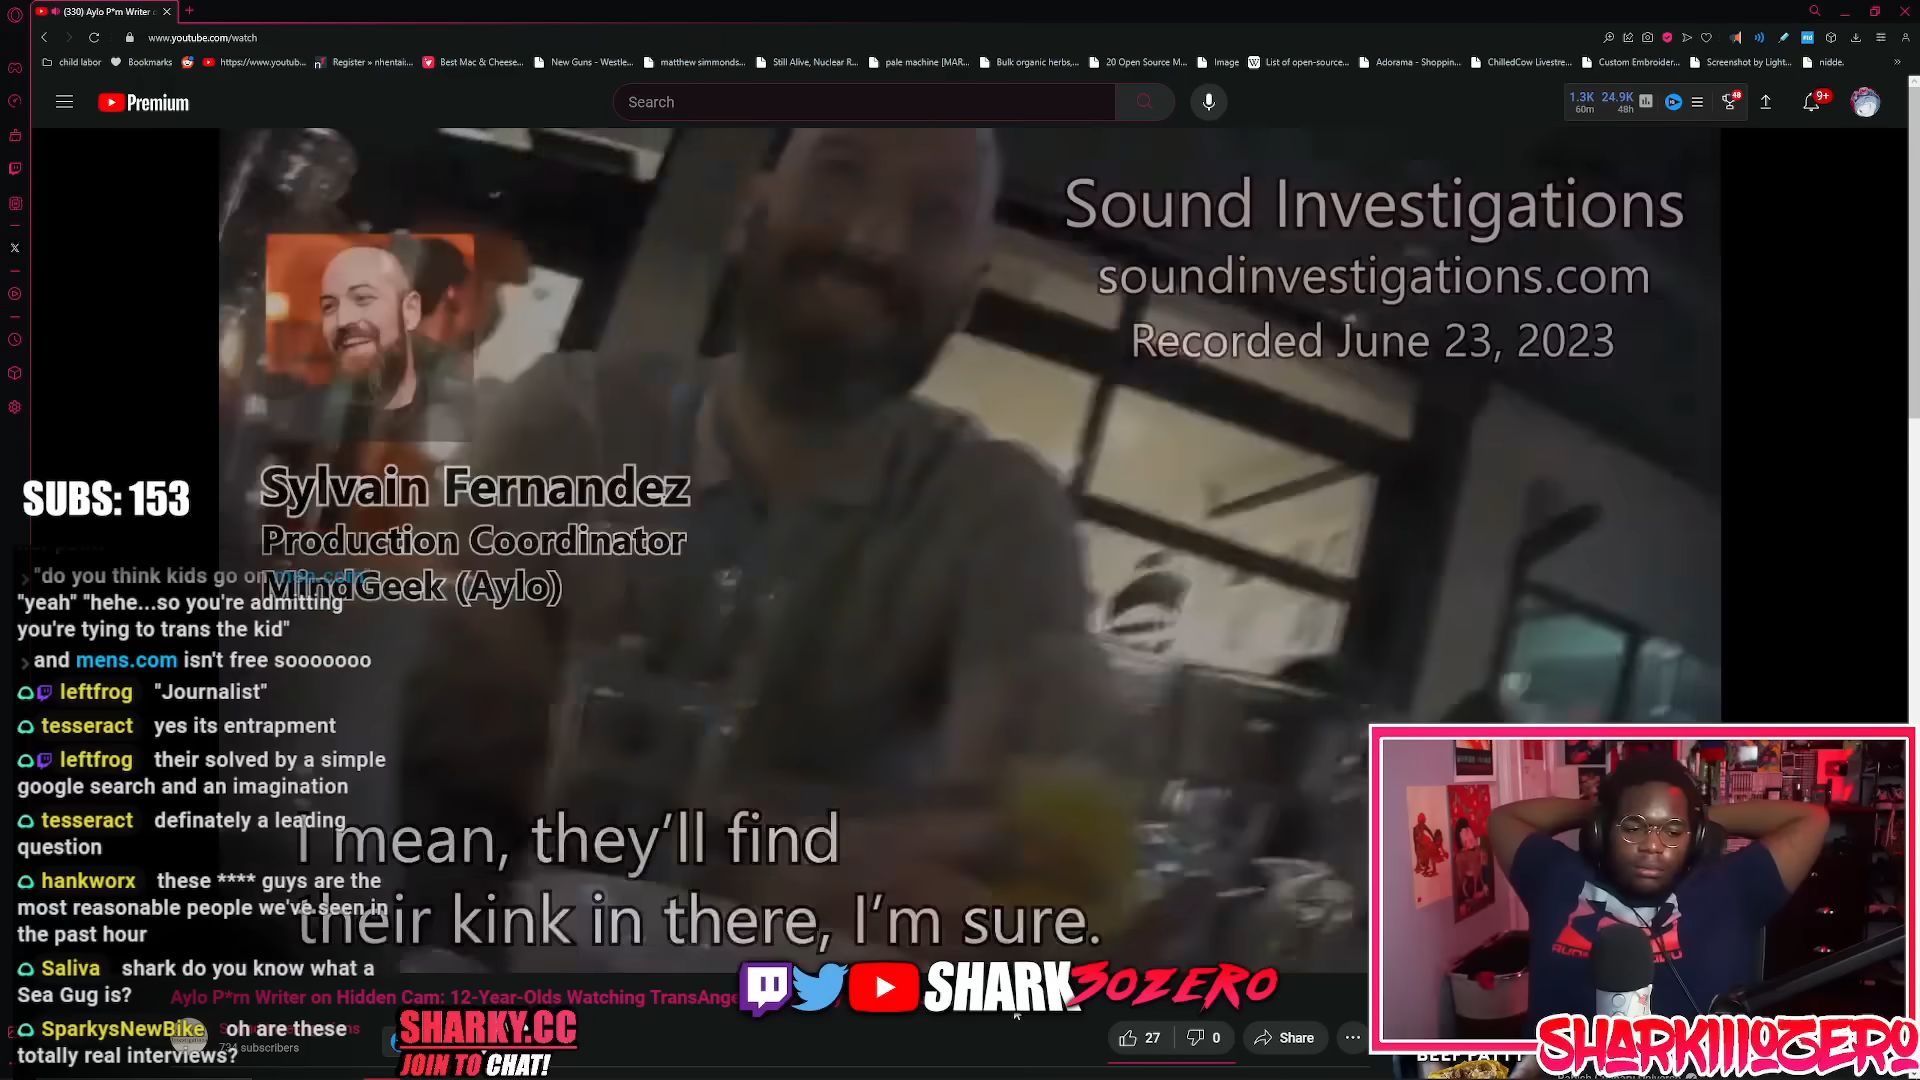 (330) Aylo P*rn Writer
www.youtube.com/watch
child labor
Bookmarks
https://www.youtub...
Register » nhentai:...
Best Mac & Cheese...
New Guns - Westle...
matthew simmonds...
Still Alive, Nuclear R...
pale machine [MAR...
Bulk organic herbs,...
20 Open Source M...
Image
List of open-source...
Adorama - Shoppin...
ChilledCow Livestre...
Custom Embroider...
Screenshot by Light...
nidde.
Premium
Search
1.3K 24.9K
60m 48h
48
9+
Sound Investigations
soundinvestigations.com
Recorded June 23, 2023
Sylvain Fernandez
Production Coordinator
MindGeek (Aylo)
SUBS: 153
"do you think kids go on men.com"
"yeah" "hehe...so you're admitting
you're tying to trans the kid"
and mens.com isn't free sooooooo
leftfrog "Journalist"
tesseract yes its entrapment
leftfrog their solved by a simple
google search and an imagination
tesseract definately a leading
question
hankworx these **** guys are the
most reasonable people we've seen in
the past hour
Saliva shark do you know what a
Sea Gug is?
SparkysNewBike oh are these
totally real interviews?
I mean, they'll find
their kink in there, I'm sure.
Aylo P*rn Writer on Hidden Cam: 12-Year-Olds Watching TransAnge
734 subscribers
SHARK30ZERO
SHARKY.CC
JOIN TO CHAT!
27
0
Share
BEEF PATTY
SHARKIIIOZERO